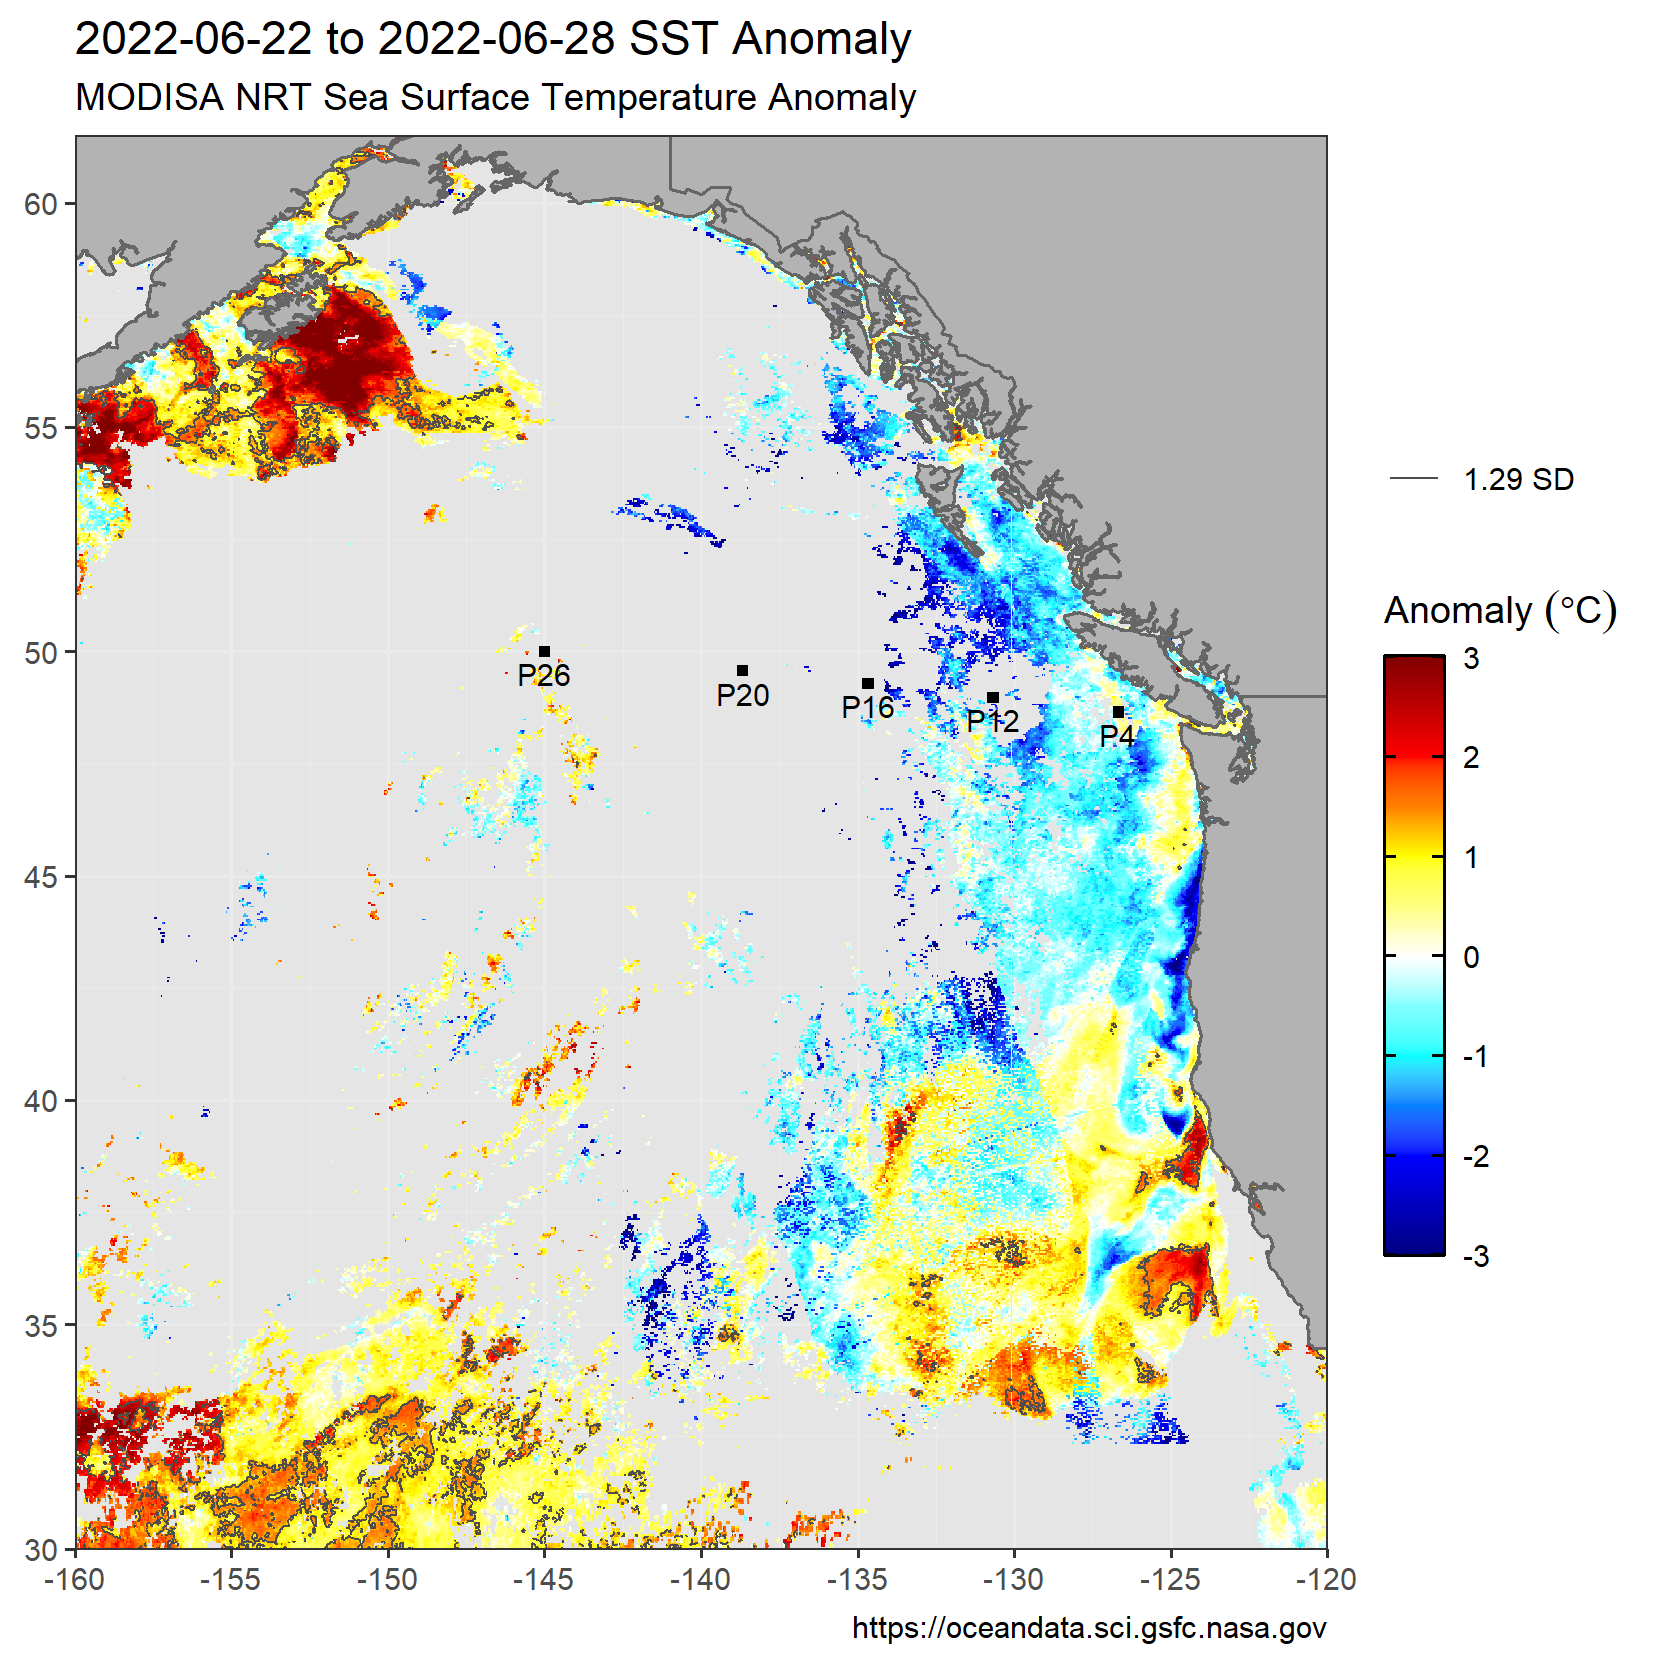 2022-06-22 to 2022-06-28 SST Anomaly
MODISA NRT Sea Surface Temperature Anomaly
60
55
50
45
40
35
30
-160
-155
-150
-145
-140
-135
-130
-125
-120
P26
P20
P16
P12
P4
1.29 SD
Anomaly (°C)
3
2
1
0
-1
-2
-3
https://oceandata.sci.gsfc.nasa.gov